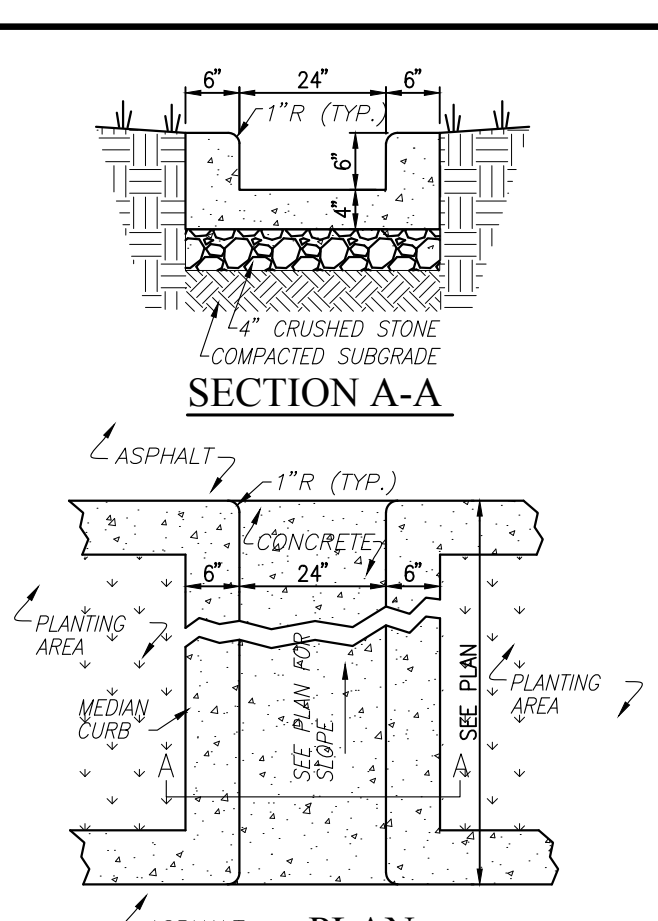 6" 24" 6"
1"R (TYP.)
6"
4"
4" CRUSHED STONE
COMPACTED SUBGRADE
SECTION A-A
ASPHALT
1"R (TYP.)
CONCRETE
6" 24" 6"
PLANTING
AREA
MEDIAN
CURB
SEE PLAN FOR
SLOPE
SEE PLAN
PLANTING
AREA
A A
ASPHALT
PLAN